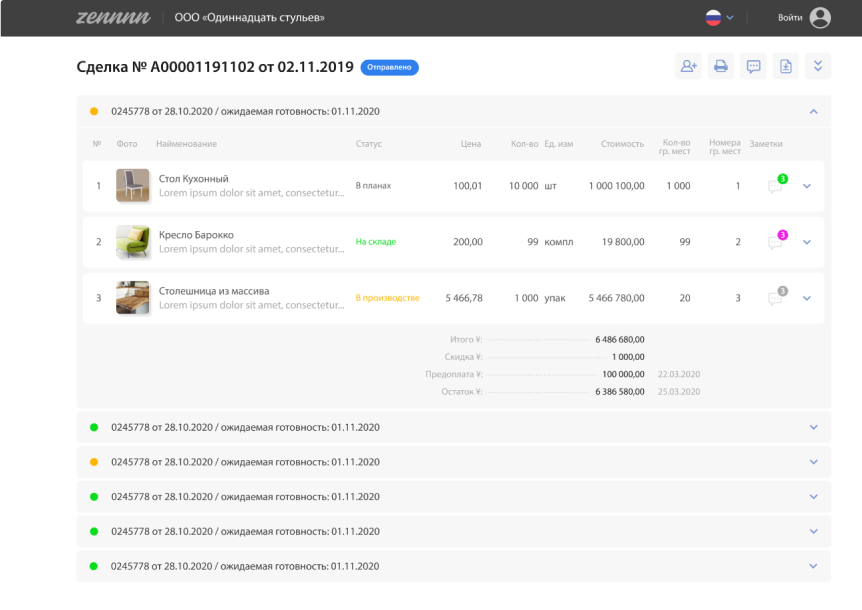 zennnn ООО «Одиннадцать стульев» Войти
Сделка № A00001191102 от 02.11.2019 Отправлено
0245778 от 28.10.2020 / ожидаемая готовность: 01.11.2020
№ Фото Наименование Статус Цена Кол-во Ед. изм Стоимость Кол-во гр. мест Номера гр. мест Заметки
1 Стол Кухонный В планах 100,01 10 000 шт 1 000 100,00 1 000 1 3
Lorem ipsum dolor sit amet, consectetur...
2 Кресло Барокко На складе 200,00 99 компл 19 800,00 99 2 3
Lorem ipsum dolor sit amet, consectetur...
3 Столешница из массива В производстве 5 466,78 1 000 упак 5 466 780,00 20 3 3
Lorem ipsum dolor sit amet, consectetur...
Итого ¥: 6 486 680,00
Скидка ¥: 1 000,00
Предоплата ¥: 100 000,00 22.03.2020
Остаток ¥: 6 386 580,00 25.03.2020
0245778 от 28.10.2020 / ожидаемая готовность: 01.11.2020
0245778 от 28.10.2020 / ожидаемая готовность: 01.11.2020
0245778 от 28.10.2020 / ожидаемая готовность: 01.11.2020
0245778 от 28.10.2020 / ожидаемая готовность: 01.11.2020
0245778 от 28.10.2020 / ожидаемая готовность: 01.11.2020